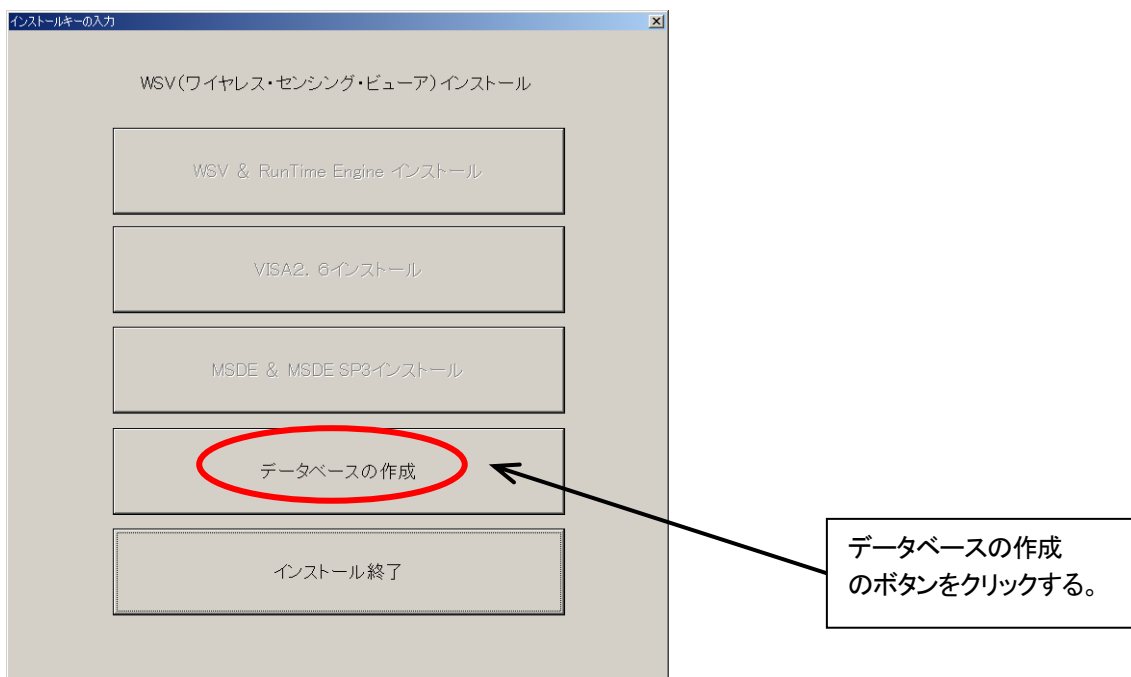 インストールキーの入力
WSV(ワイヤレス・センシング・ビューア)インストール
WSV & RunTime Engine インストール
VISA2．6インストール
MSDE & MSDE SP3インストール
データベースの作成
インストール終了
データベースの作成
のボタンをクリックする。